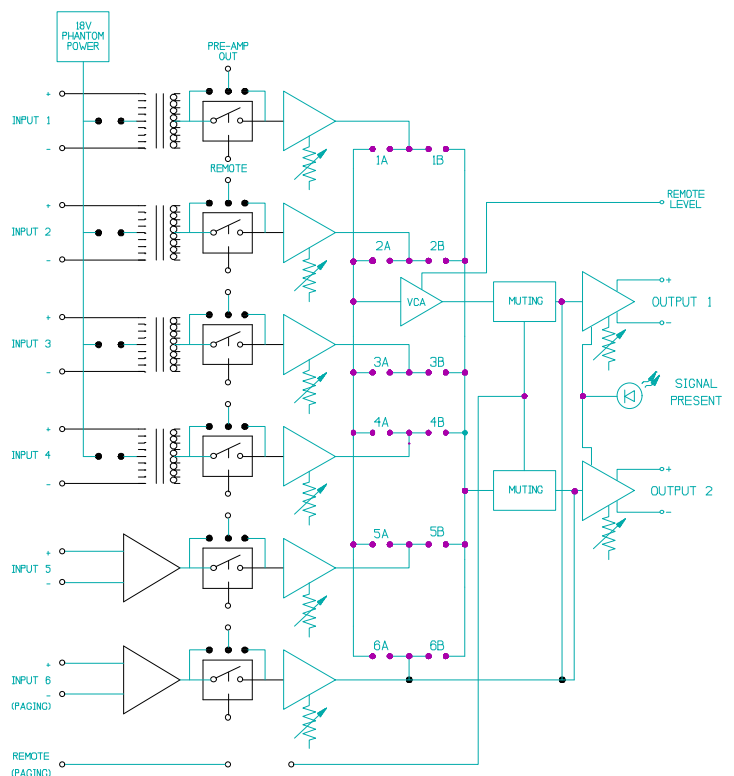 18V
PHANTOM
POWER
PRE-AMP
OUT
+
INPUT 1
-
1A
1B
REMOTE
REMOTE
LEVEL
+
INPUT 2
-
2A
2B
VCA
MUTING
+
OUTPUT 1
-
+
INPUT 3
-
3A
3B
SIGNAL
PRESENT
+
INPUT 4
-
4A
4B
MUTING
+
OUTPUT 2
-
+
INPUT 5
-
5A
5B
+
INPUT 6
-
(PAGING)
6A
6B
REMOTE
(PAGING)